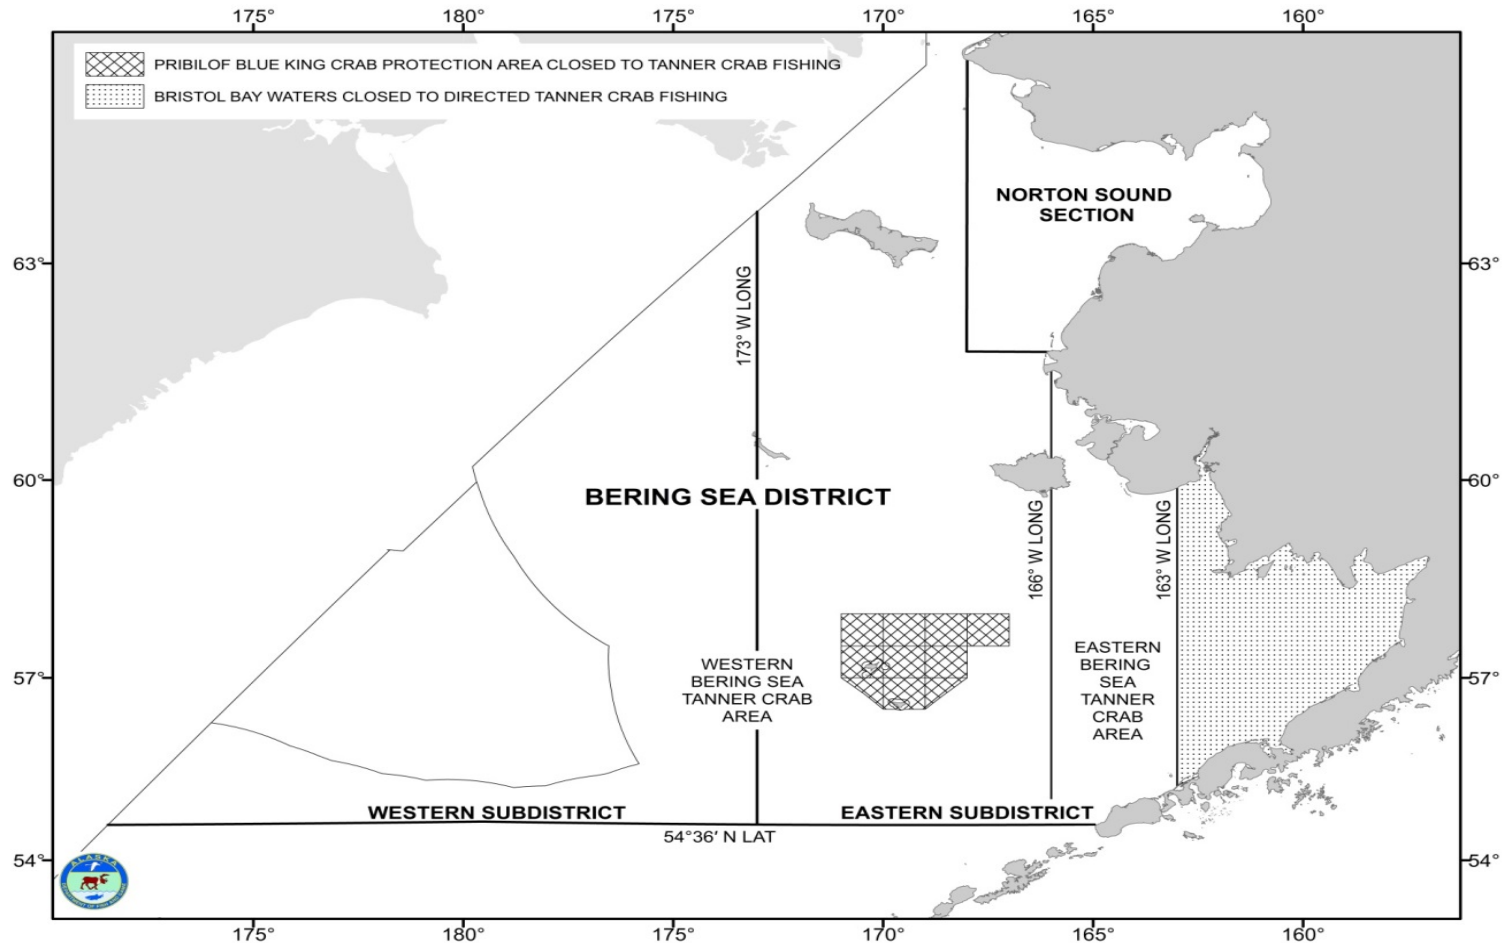 175° 180° 175° 170° 165° 160°
PRIBILOF BLUE KING CRAB PROTECTION AREA CLOSED TO TANNER CRAB FISHING
BRISTOL BAY WATERS CLOSED TO DIRECTED TANNER CRAB FISHING
NORTON SOUND
SECTION
63° 63°
173° W LONG
60° 60°
BERING SEA DISTRICT
166° W LONG
163° W LONG
WESTERN
BERING SEA
TANNER CRAB
AREA
EASTERN
BERING
SEA
TANNER
CRAB
AREA
57° 57°
WESTERN SUBDISTRICT
EASTERN SUBDISTRICT
54°36′ N LAT
54° 54°
ALASKA
175° 180° 175° 170° 165° 160°